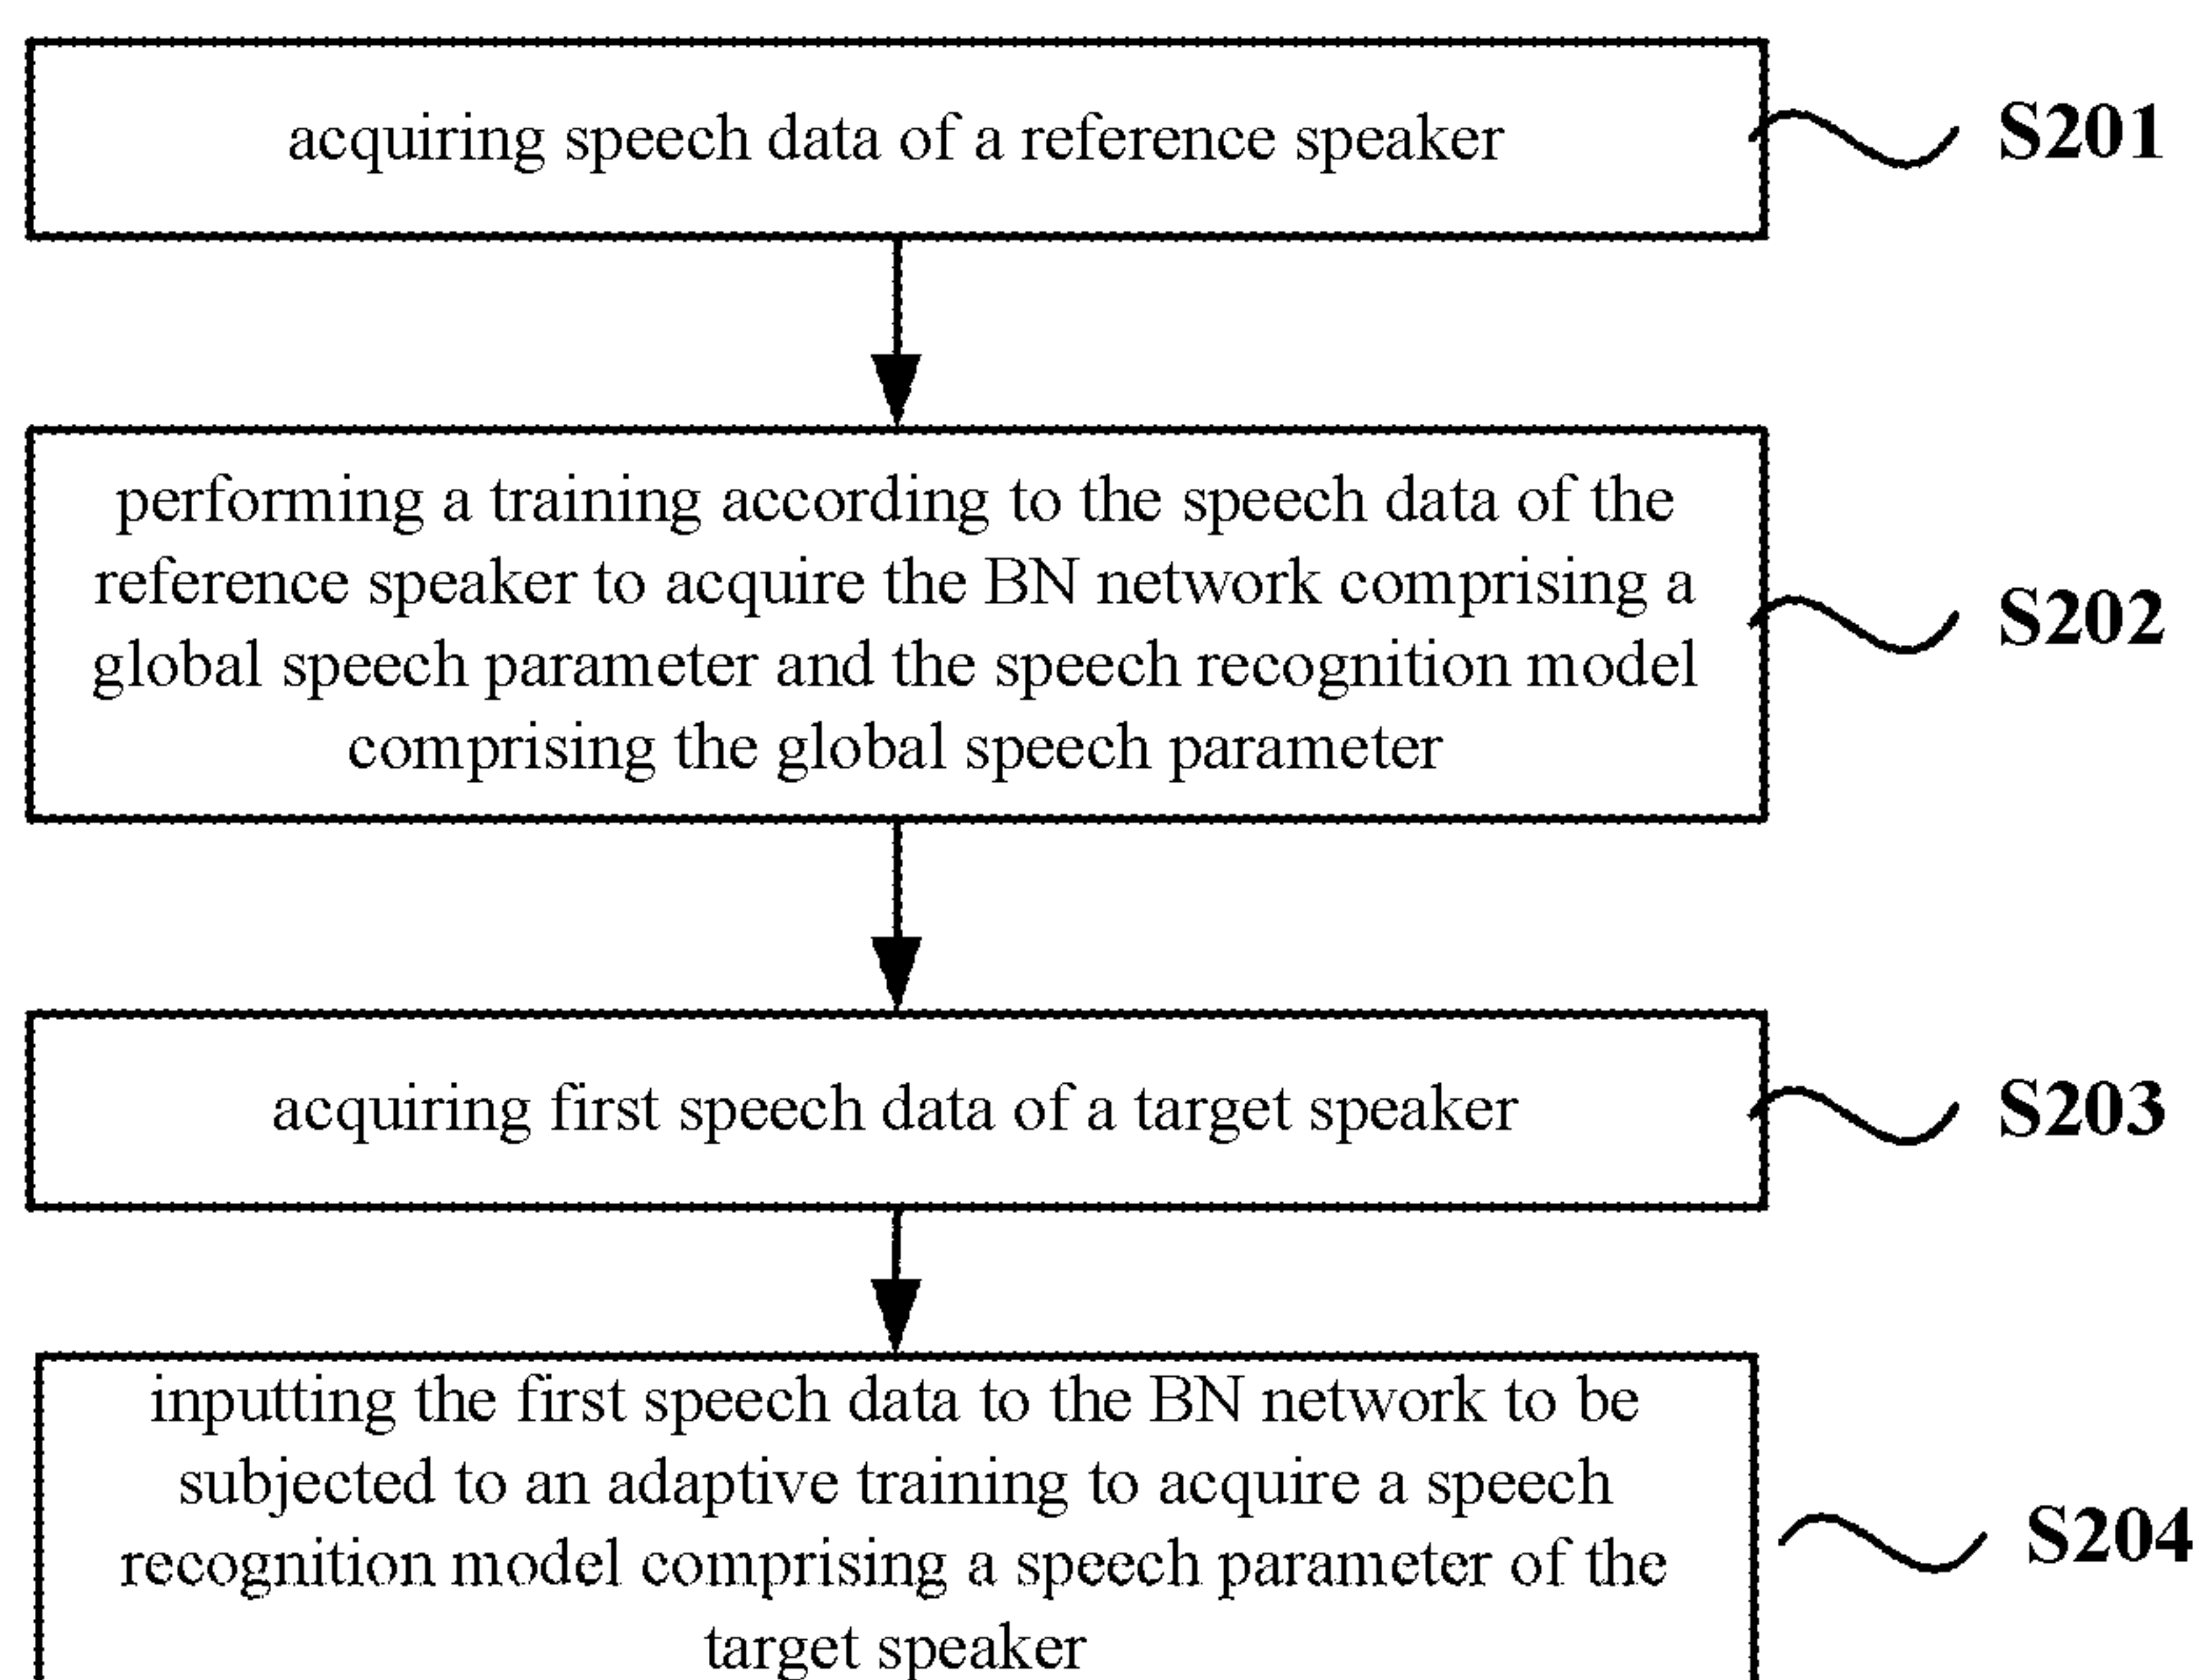 acquiring speech data of a reference speaker
S201
performing a training according to the speech data of the
reference speaker to acquire the BN network comprising a
global speech parameter and the speech recognition model
comprising the global speech parameter
S202
acquiring first speech data of a target speaker
S203
inputting the first speech data to the BN network to be
subjected to an adaptive training to acquire a speech
recognition model comprising a speech parameter of the
target speaker
S204